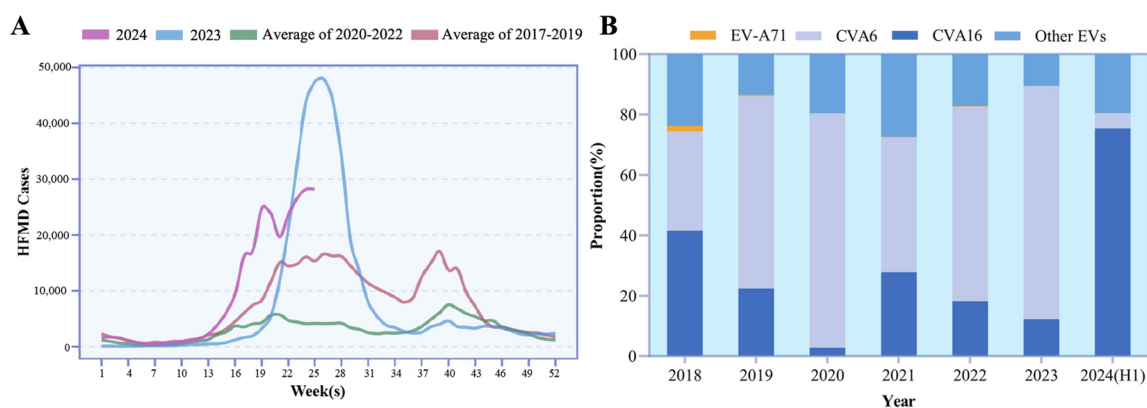 A
2024 2023 Average of 2020-2022 Average of 2017-2019
HFMD Cases
50,000
40,000
30,000
20,000
10,000
0
1 4 7 10 13 16 19 22 25 28 31 34 37 40 43 46 49 52
Week(s)
B
EV-A71 CVA6 CVA16 Other EVs
Proportion(%)
100
80
60
40
20
0
2018 2019 2020 2021 2022 2023 2024(H1)
Year